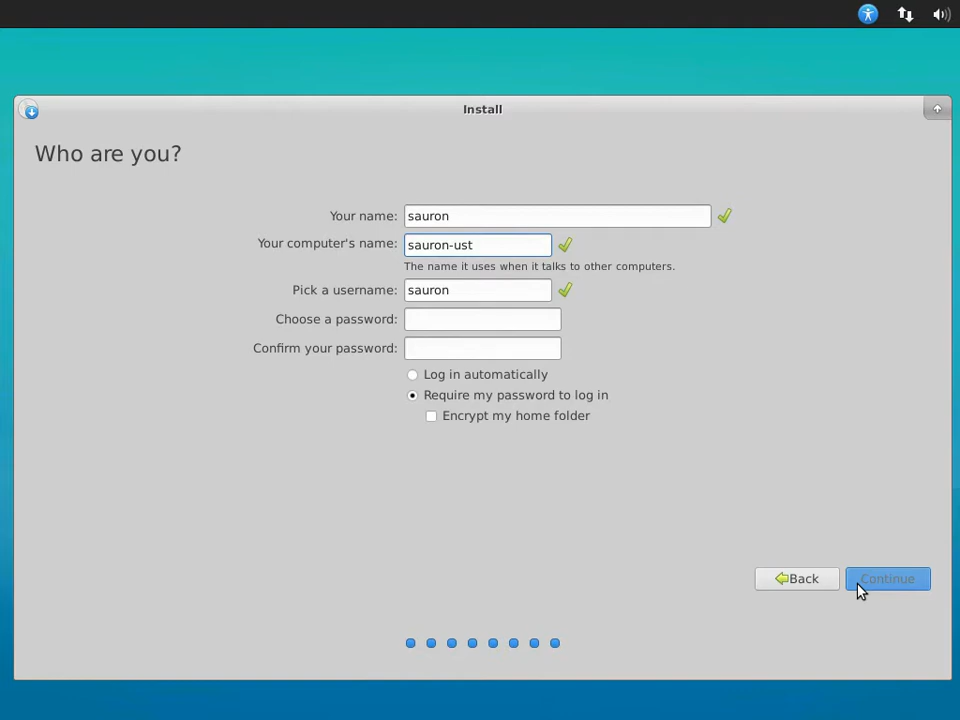 Install
Who are you?
Your name: sauron
Your computer's name: sauron-ust
The name it uses when it talks to other computers.
Pick a username: sauron
Choose a password:
Confirm your password:
Log in automatically
Require my password to log in
Encrypt my home folder
Back Continue